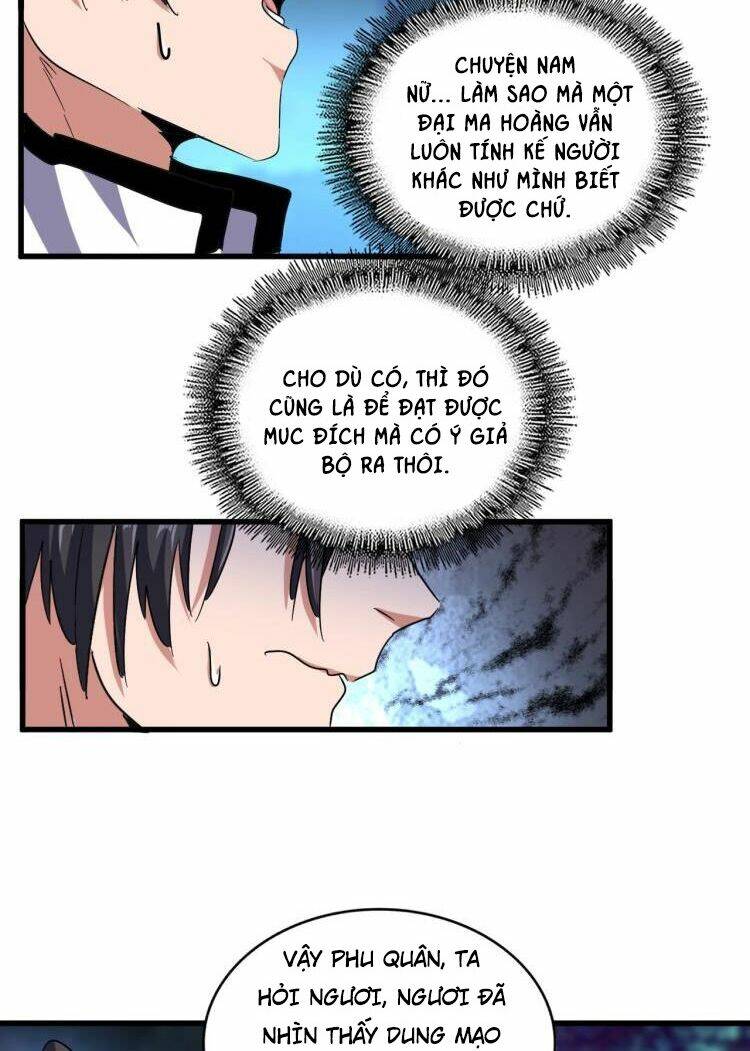 CHUYỆN NAM
NỮ... LÀM SAO MÀ MỘT
ĐẠI MA HOÀNG VẪN
LUÔN TÍNH KẾ NGƯỜI
KHÁC NHƯ MÌNH BIẾT
ĐƯỢC CHỨ.
CHO DÙ CÓ, THÌ ĐÓ
CŨNG LÀ ĐỂ ĐẠT ĐƯỢC
MUC ĐÍCH MÀ CÓ Ý GIẢ
BỘ RA THÔI.
VẬY PHU QUÂN, TA
HỎI NGƯƠI, NGƯƠI ĐÃ
NHÌN THẤY DUNG MẠO